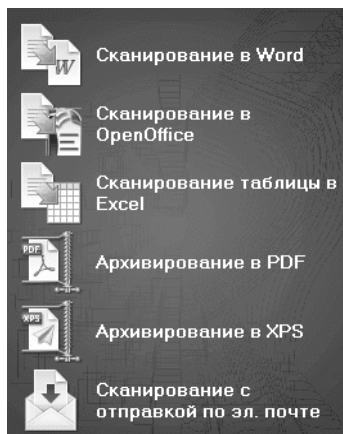 Сканирование в Word
Сканирование в
OpenOffice
Сканирование таблицы в
Excel
PDF
Архивирование в PDF
XPS
Архивирование в XPS
Сканирование с
отправкой по эл. почте